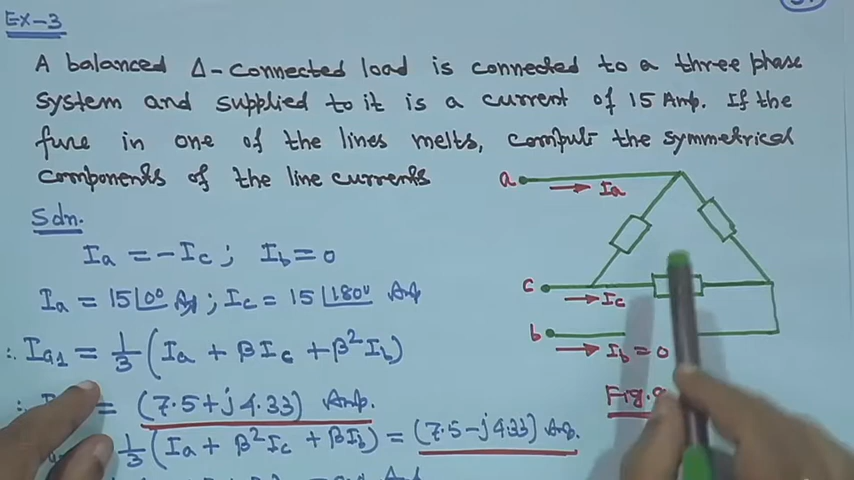 Ex-3
A balanced Δ-connected load is connected to a three phase
system and supplied to it is a current of 15 Amp. If the
fuse in one of the lines melts, compute the symmetrical
components of the line currents
Soln.
Ia = -Ic ; Ib = 0
Ia = 15∠0° Amp ; Ic = 15∠180° Amp
∴ Ia1 = 1/3 (Ia + βIc + β²Ib)
∴ = (7.5+j4.33) Amp.
1/3 (Ia + β²Ic + βIb) = (7.5-j4.33) Amp.
a
Ia
c
Ic
b
Ib = 0
Fig.